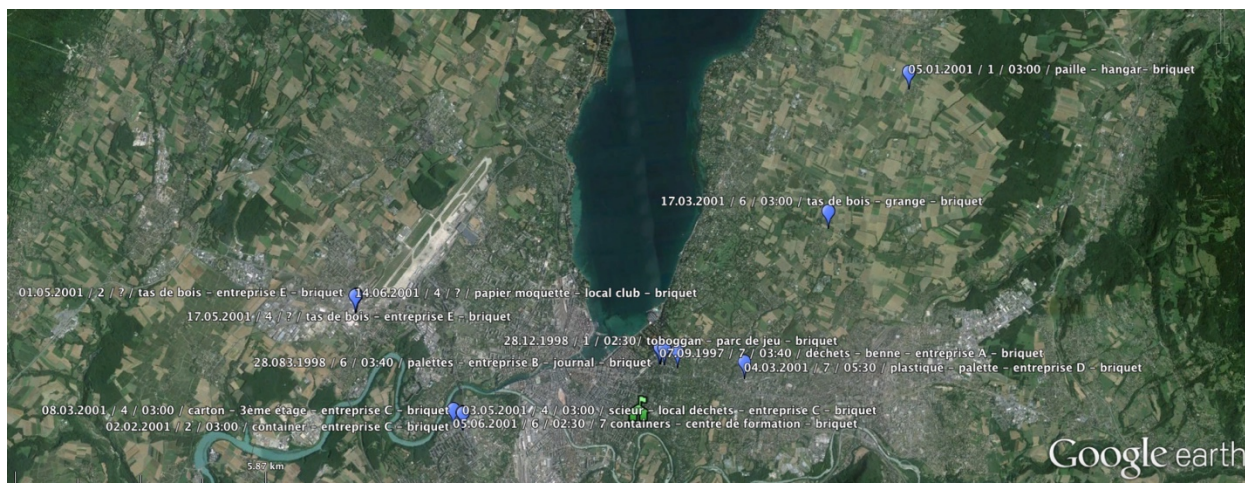 05.01.2001 / 1 / 03:00 / paille – hangar– briquet
17.03.2001 / 6 / 03:00 / tas de bois – grange – briquet
01.05.2001 / 2 / ? / tas de bois – entreprise E – briquet
14.06.2001 / 4 / ? / papier moquette – local club – briquet
17.05.2001 / 4 / ? / tas de bois – entreprise E – briquet
28.12.1998 / 1 / 02:30/ toboggan – parc de jeu – briquet
07.09.1997 / 7 / 03:40 / déchets – benne – entreprise A – briquet
28.083.1998 / 6 / 03:40 / palettes – entreprise B – journal – briquet
04.03.2001 / 7 / 05:30 / plastique – palette – entreprise D – briquet
08.03.2001 / 4 / 03:00 / carton – 3ème étage – entreprise C – briquet
03.05.2001 / 4 / 03:00 / scieur – local déchets – entreprise C – briquet
02.02.2001 / 2 / 03:00 / container – entreprise C – briquet
05.06.2001 / 6 / 02:30 / 7 containers – centre de formation – briquet
5.87 km
Google earth